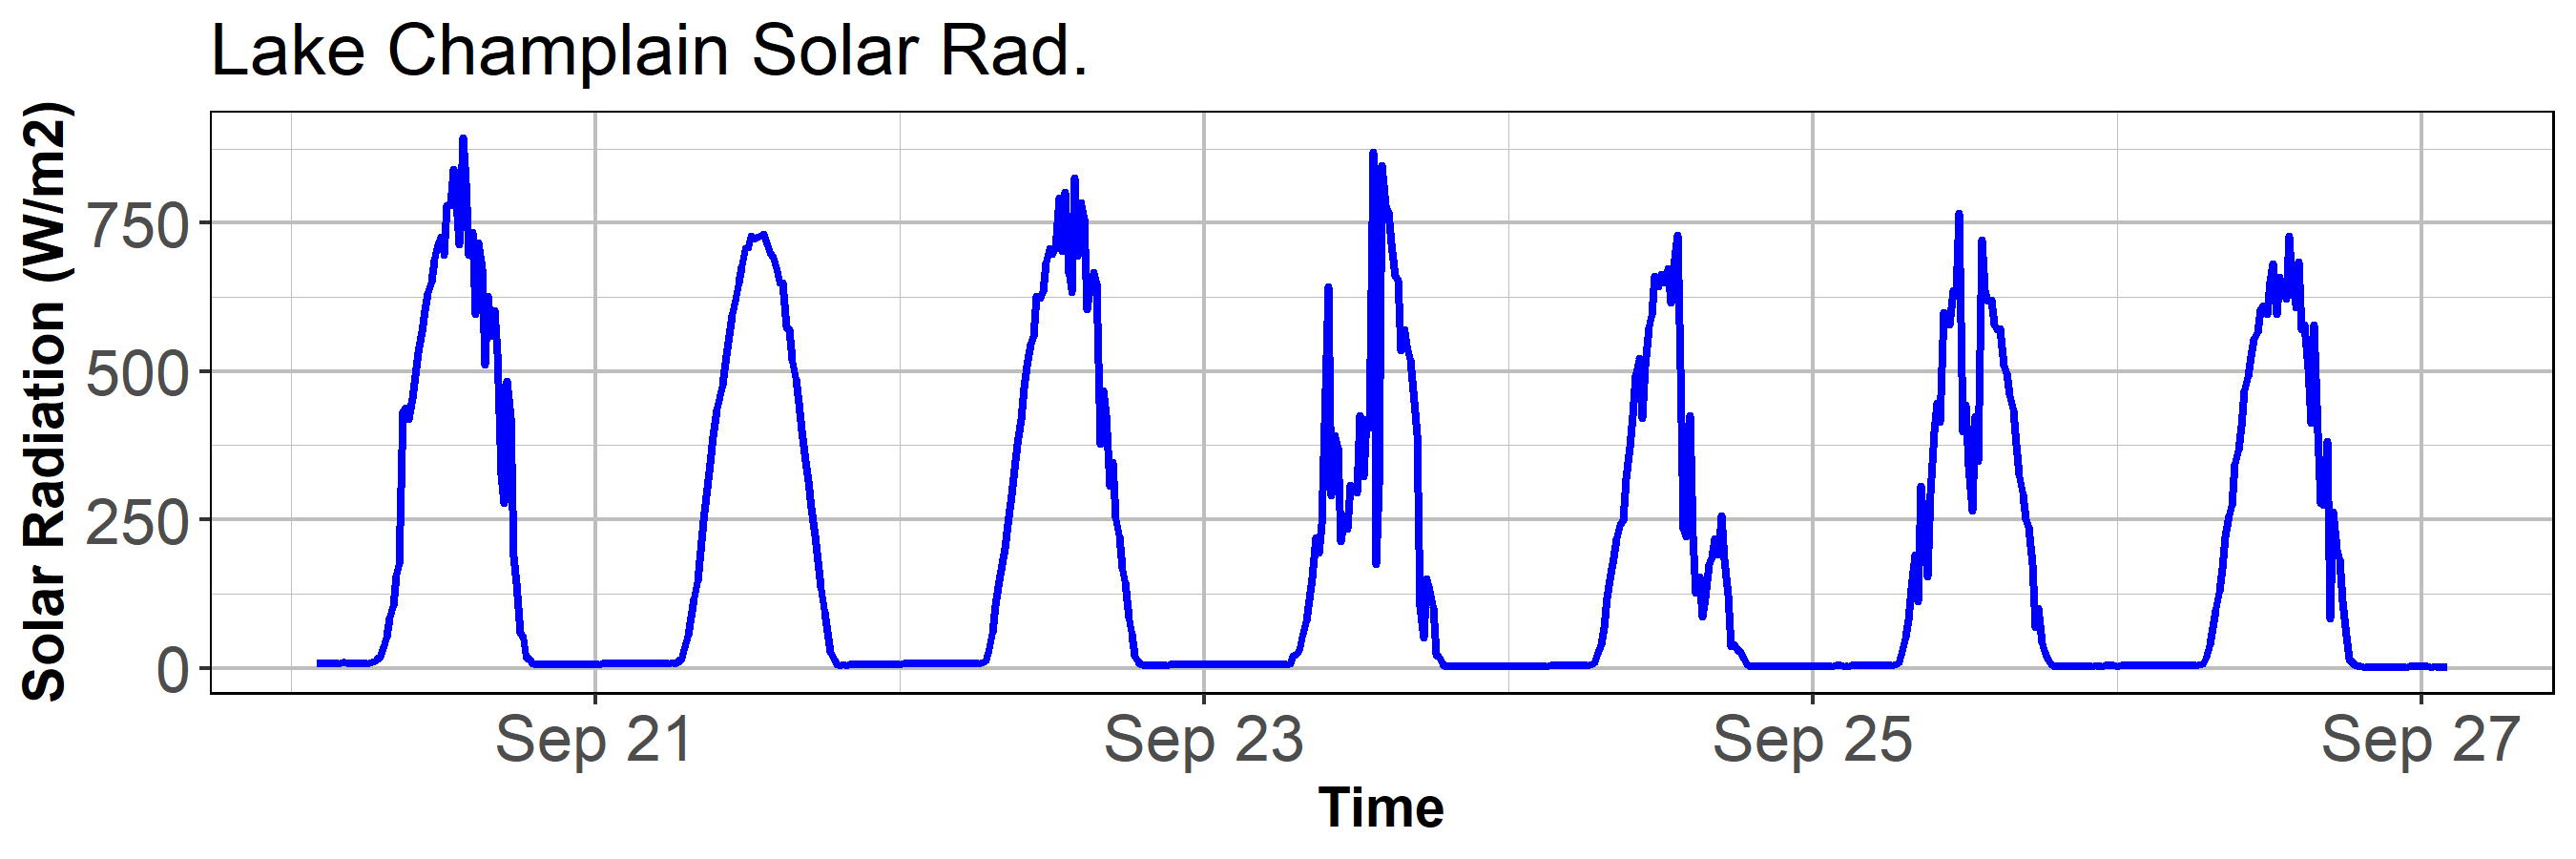 Lake Champlain Solar Rad.
Solar Radiation (W/m2)
750
500
250
0
Sep 21
Sep 23
Sep 25
Sep 27
Time